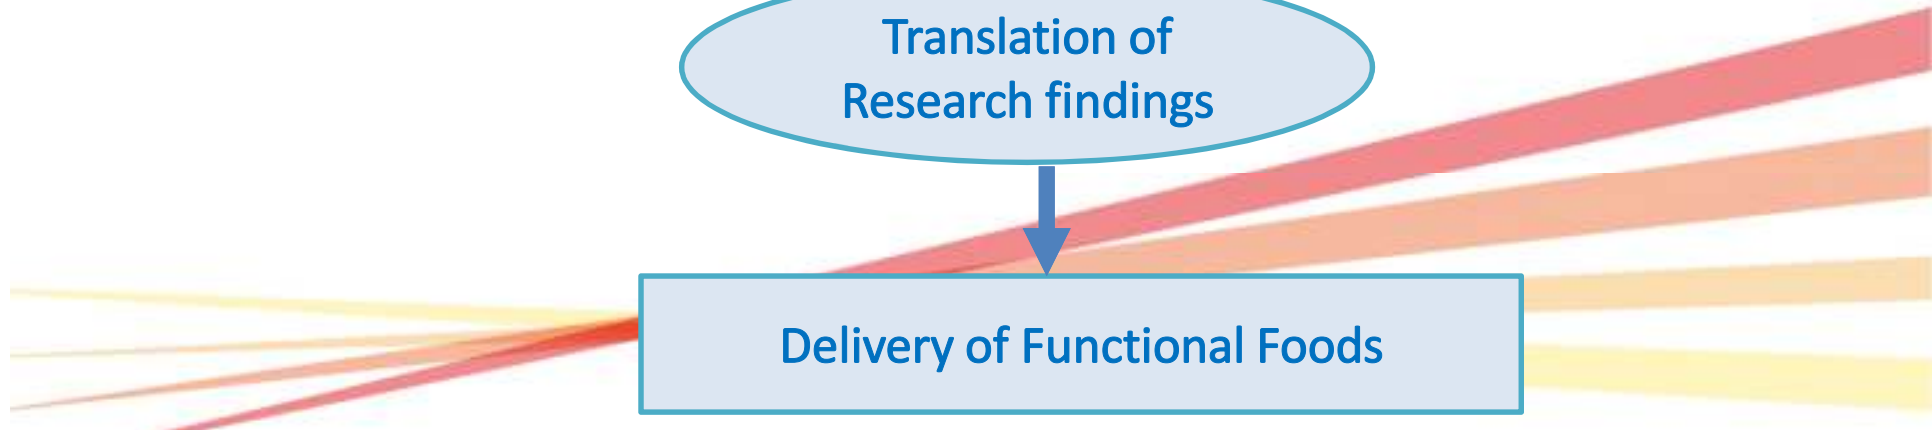 Translation of
Research findings
Delivery of Functional Foods